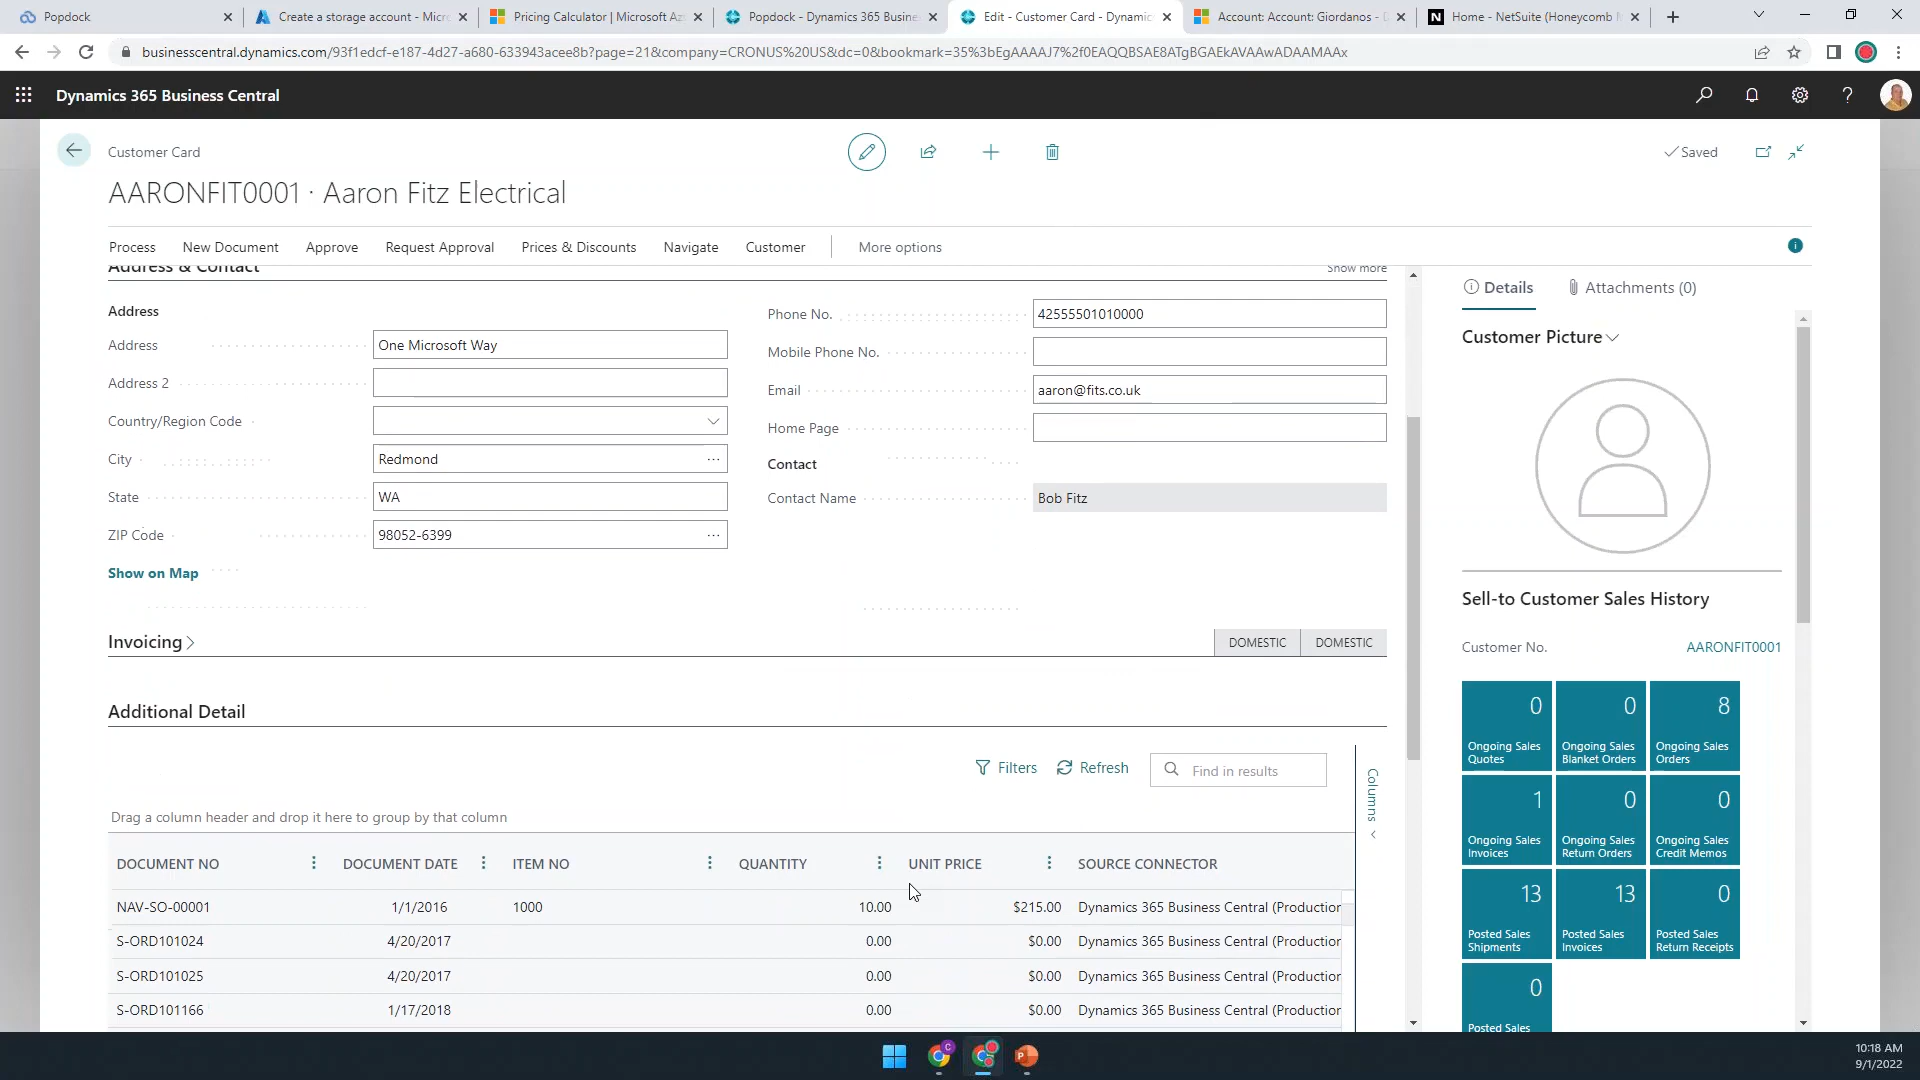 Popdock
Create a storage account - Micr
Pricing Calculator | Microsoft Az
Popdock - Dynamics 365 Busine
Edit - Customer Card - Dynamic
Account: Account: Giordanos - D
Home - NetSuite (Honeycomb M
businesscentral.dynamics.com/93f1edcf-e187-4d27-a680-633943acee8b?page=21&company=CRONUS%20US&dc=0&bookmark=35%3bEgAAAAJ7%2f0EAQQBSAE8ATgBGAEkAVAAwADAAMAAx
Dynamics 365 Business Central
Customer Card
Saved
AARONFIT0001 · Aaron Fitz Electrical
Process
New Document
Approve
Request Approval
Prices & Discounts
Navigate
Customer
More options
Address & Contact
Show more
Address
Address
One Microsoft Way
Address 2
Country/Region Code
City
Redmond
State
WA
ZIP Code
98052-6399
Show on Map
Phone No.
42555501010000
Mobile Phone No.
Email
aaron@fits.co.uk
Home Page
Contact
Contact Name
Bob Fitz
Invoicing
DOMESTIC
DOMESTIC
Additional Detail
Filters
Refresh
Find in results
Columns
Drag a column header and drop it here to group by that column
DOCUMENT NO DOCUMENT DATE ITEM NO QUANTITY UNIT PRICE SOURCE CONNECTOR
NAV-SO-00001 1/1/2016 1000 10.00 $215.00 Dynamics 365 Business Central (Production
S-ORD101024 4/20/2017 0.00 $0.00 Dynamics 365 Business Central (Production
S-ORD101025 4/20/2017 0.00 $0.00 Dynamics 365 Business Central (Production
S-ORD101166 1/17/2018 0.00 $0.00 Dynamics 365 Business Central (Production
Details
Attachments (0)
Customer Picture
Sell-to Customer Sales History
Customer No.
AARONFIT0001
0
Ongoing Sales
Quotes
0
Ongoing Sales
Blanket Orders
8
Ongoing Sales
Orders
1
Ongoing Sales
Invoices
0
Ongoing Sales
Return Orders
0
Ongoing Sales
Credit Memos
13
Posted Sales
Shipments
13
Posted Sales
Invoices
0
Posted Sales
Return Receipts
0
Posted Sales
10:18 AM
9/1/2022